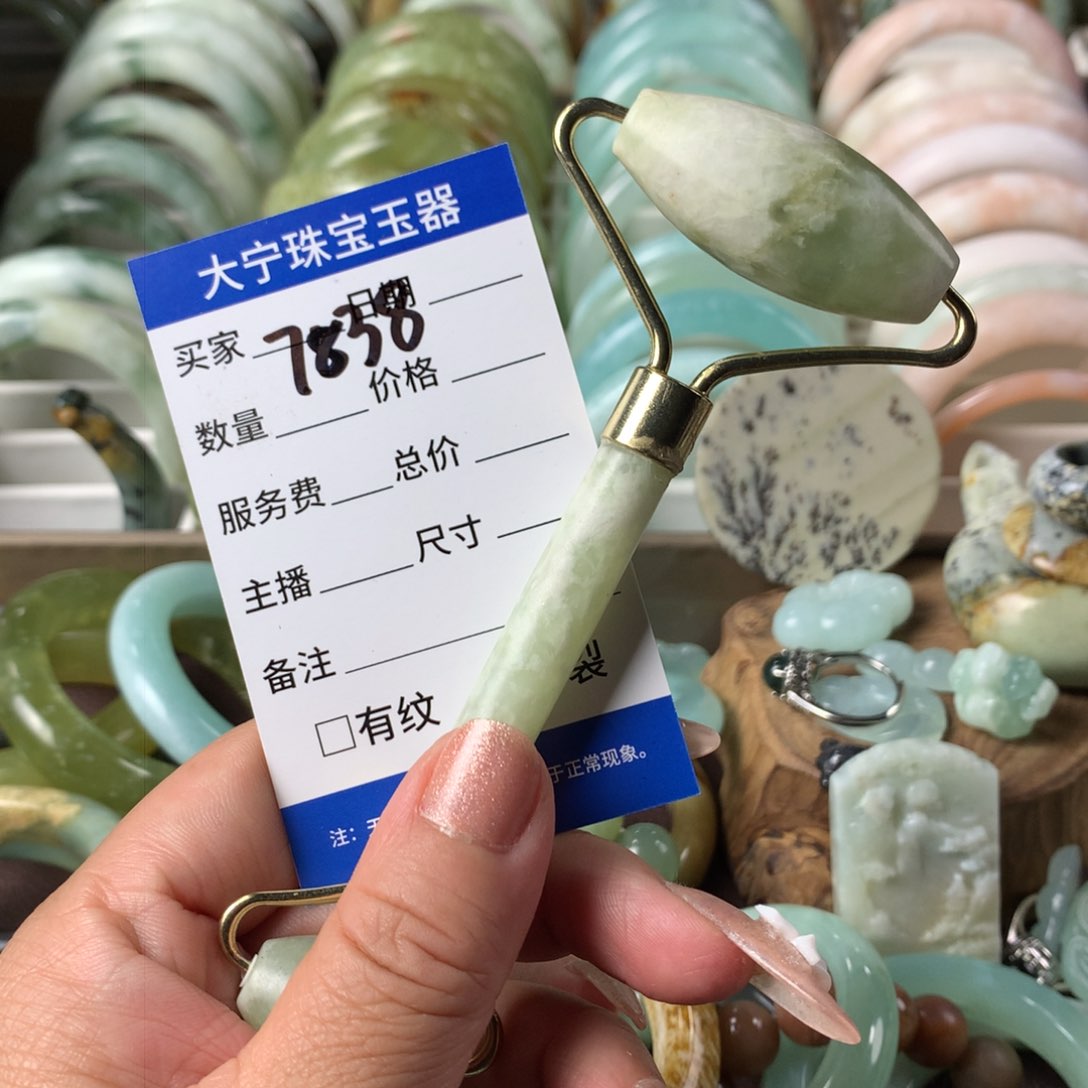 大宁珠宝玉器
买家 7838 日期
数量 价格
服务费 总价
主播 尺寸
备注
□有纹 裂
注: 于正常现象。